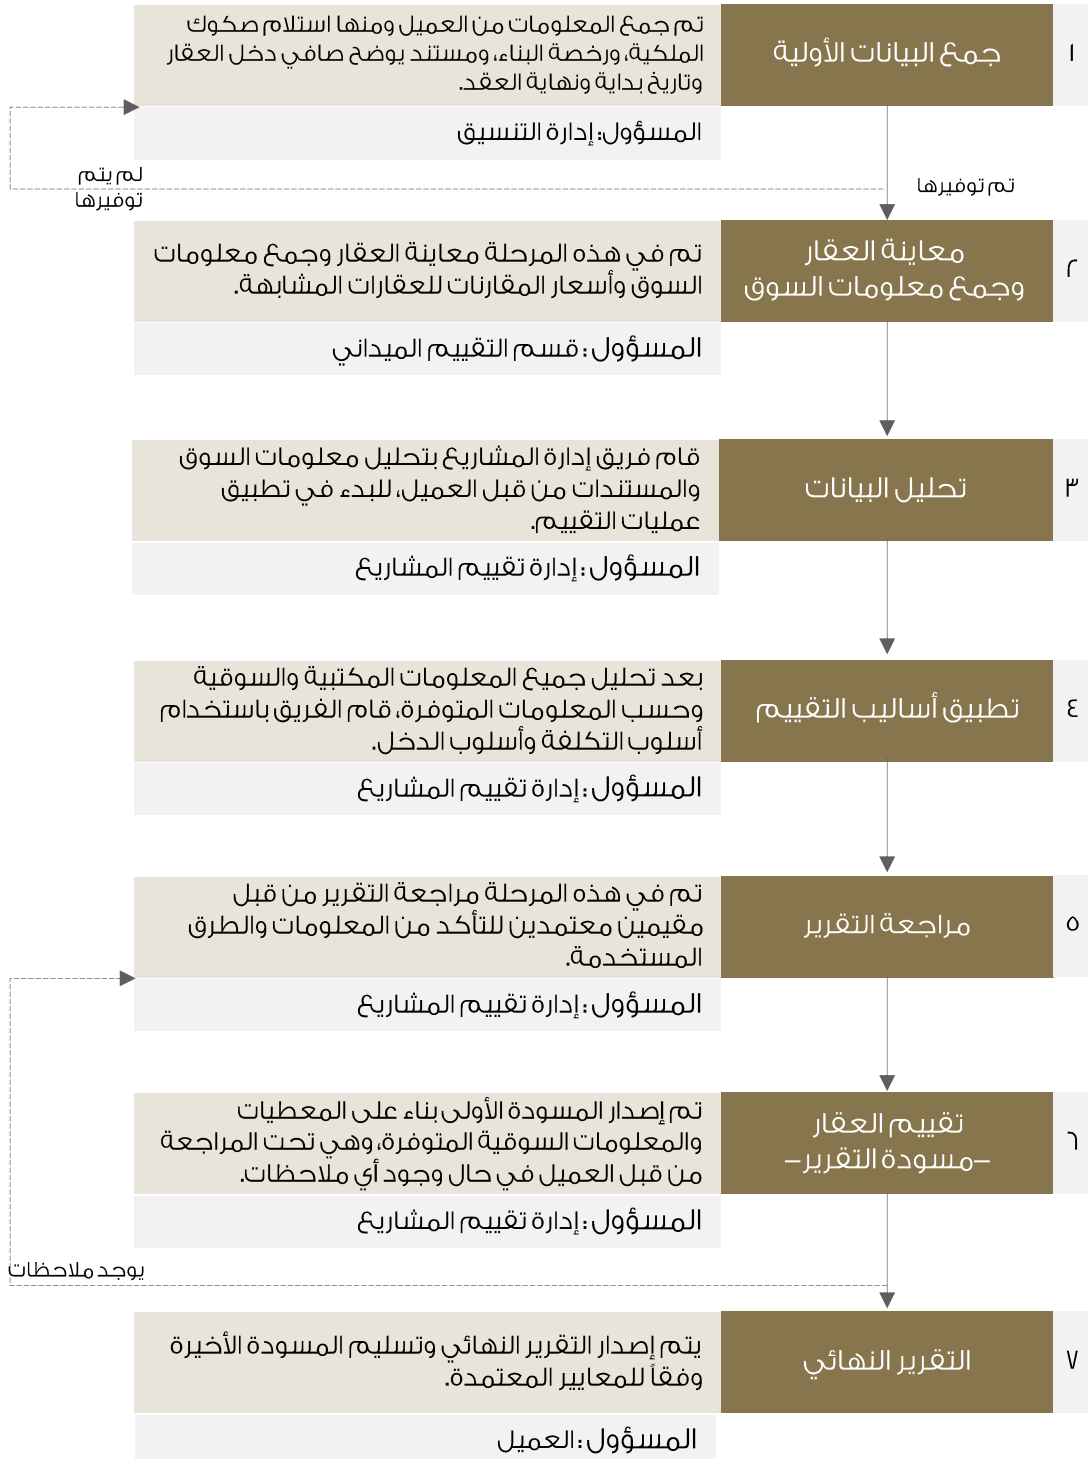 ١
جمع البيانات الأولية
تم جمع المعلومات من العميل ومنها استلام صكوك
الملكية، ورخصة البناء، ومستند يوضح صافي دخل العقار
وتاريخ بداية ونهاية العقد.
المسؤول: إدارة التنسيق
تم توفيرها
لم يتم
توفيرها
٢
معاينة العقار
وجمع معلومات السوق
تم في هذه المرحلة معاينة العقار وجمع معلومات
السوق وأسعار المقارنات للعقارات المشابهة.
المسؤول : قسم التقييم الميداني
٣
تحليل البيانات
قام فريق إدارة المشاريع بتحليل معلومات السوق
والمستندات من قبل العميل، للبدء في تطبيق
عمليات التقييم.
المسؤول : إدارة تقييم المشاريع
٤
تطبيق أساليب التقييم
بعد تحليل جميع المعلومات المكتبية والسوقية
وحسب المعلومات المتوفرة، قام الفريق باستخدام
أسلوب التكلفة وأسلوب الدخل.
المسؤول : إدارة تقييم المشاريع
٥
مراجعة التقرير
تم في هذه المرحلة مراجعة التقرير من قبل
مقيمين معتمدين للتأكد من المعلومات والطرق
المستخدمة.
المسؤول : إدارة تقييم المشاريع
٦
تقييم العقار
–مسودة التقرير–
تم إصدار المسودة الأولى بناء على المعطيات
والمعلومات السوقية المتوفرة، وهي تحت المراجعة
من قبل العميل في حال وجود أي ملاحظات.
المسؤول : إدارة تقييم المشاريع
يوجد ملاحظات
٧
التقرير النهائي
يتم إصدار التقرير النهائي وتسليم المسودة الأخيرة
وفقاً للمعايير المعتمدة.
المسؤول : العميل